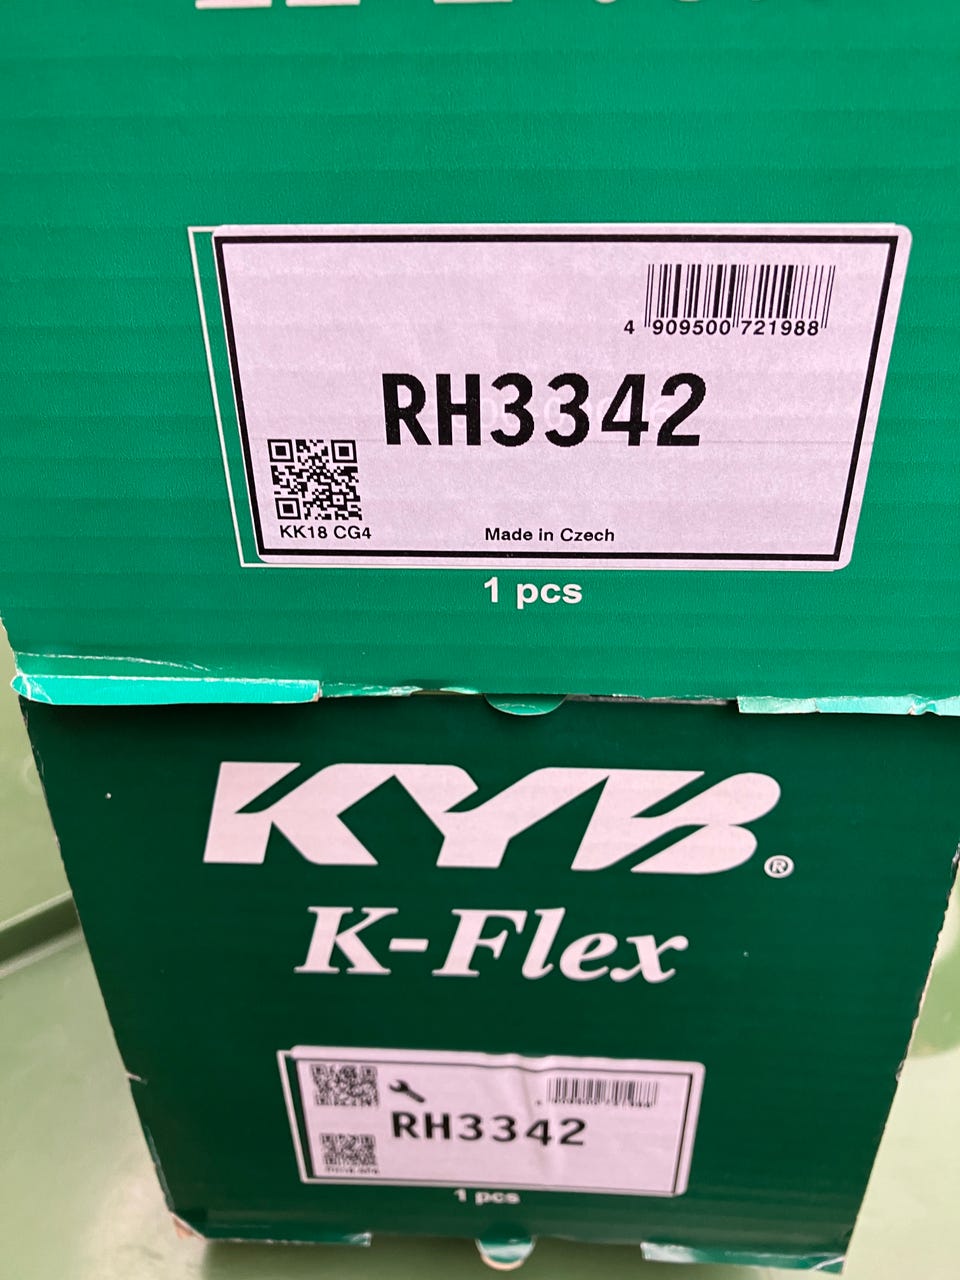 4 909500 721988
RH3342
KK18 CG4
Made in Czech
1 pcs
KYB®
K-Flex
RH3342
1 pcs